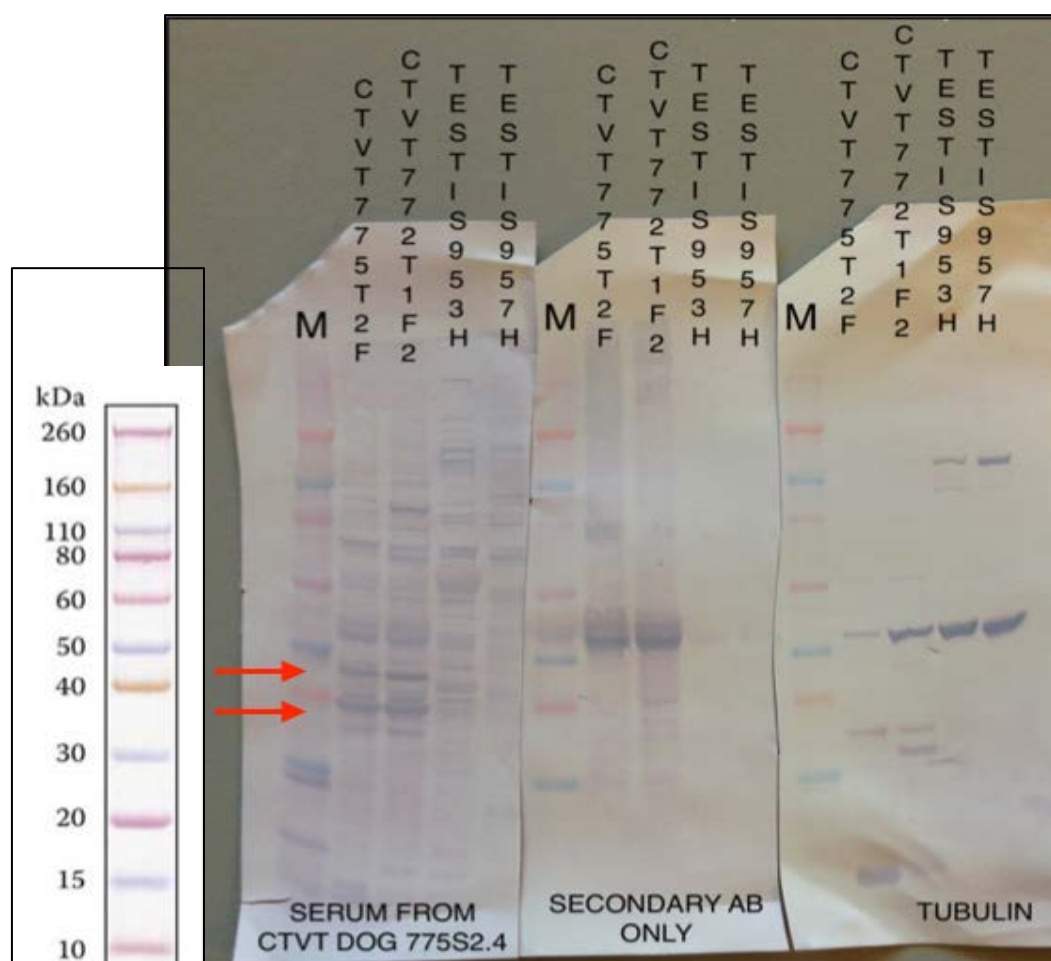 CTVT775T2F
CTVT772T1F2
TESTIS953H
TESTIS957H
CTVT775T2F
CTVT772T1F2
TESTIS953H
TESTIS957H
CTVT775T2F
CTVT772T1F2
TESTIS953H
TESTIS957H
M
M
M
kDa
260
160
110
80
60
50
40
30
20
15
10
SERUM FROM
CTVT DOG 775S2.4
SECONDARY AB
ONLY
TUBULIN